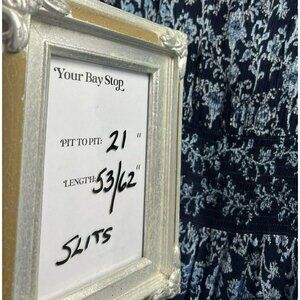 Your Bay Stop
PIT TO PIT: 21 "
LENGTH: 53/62"
SLITS